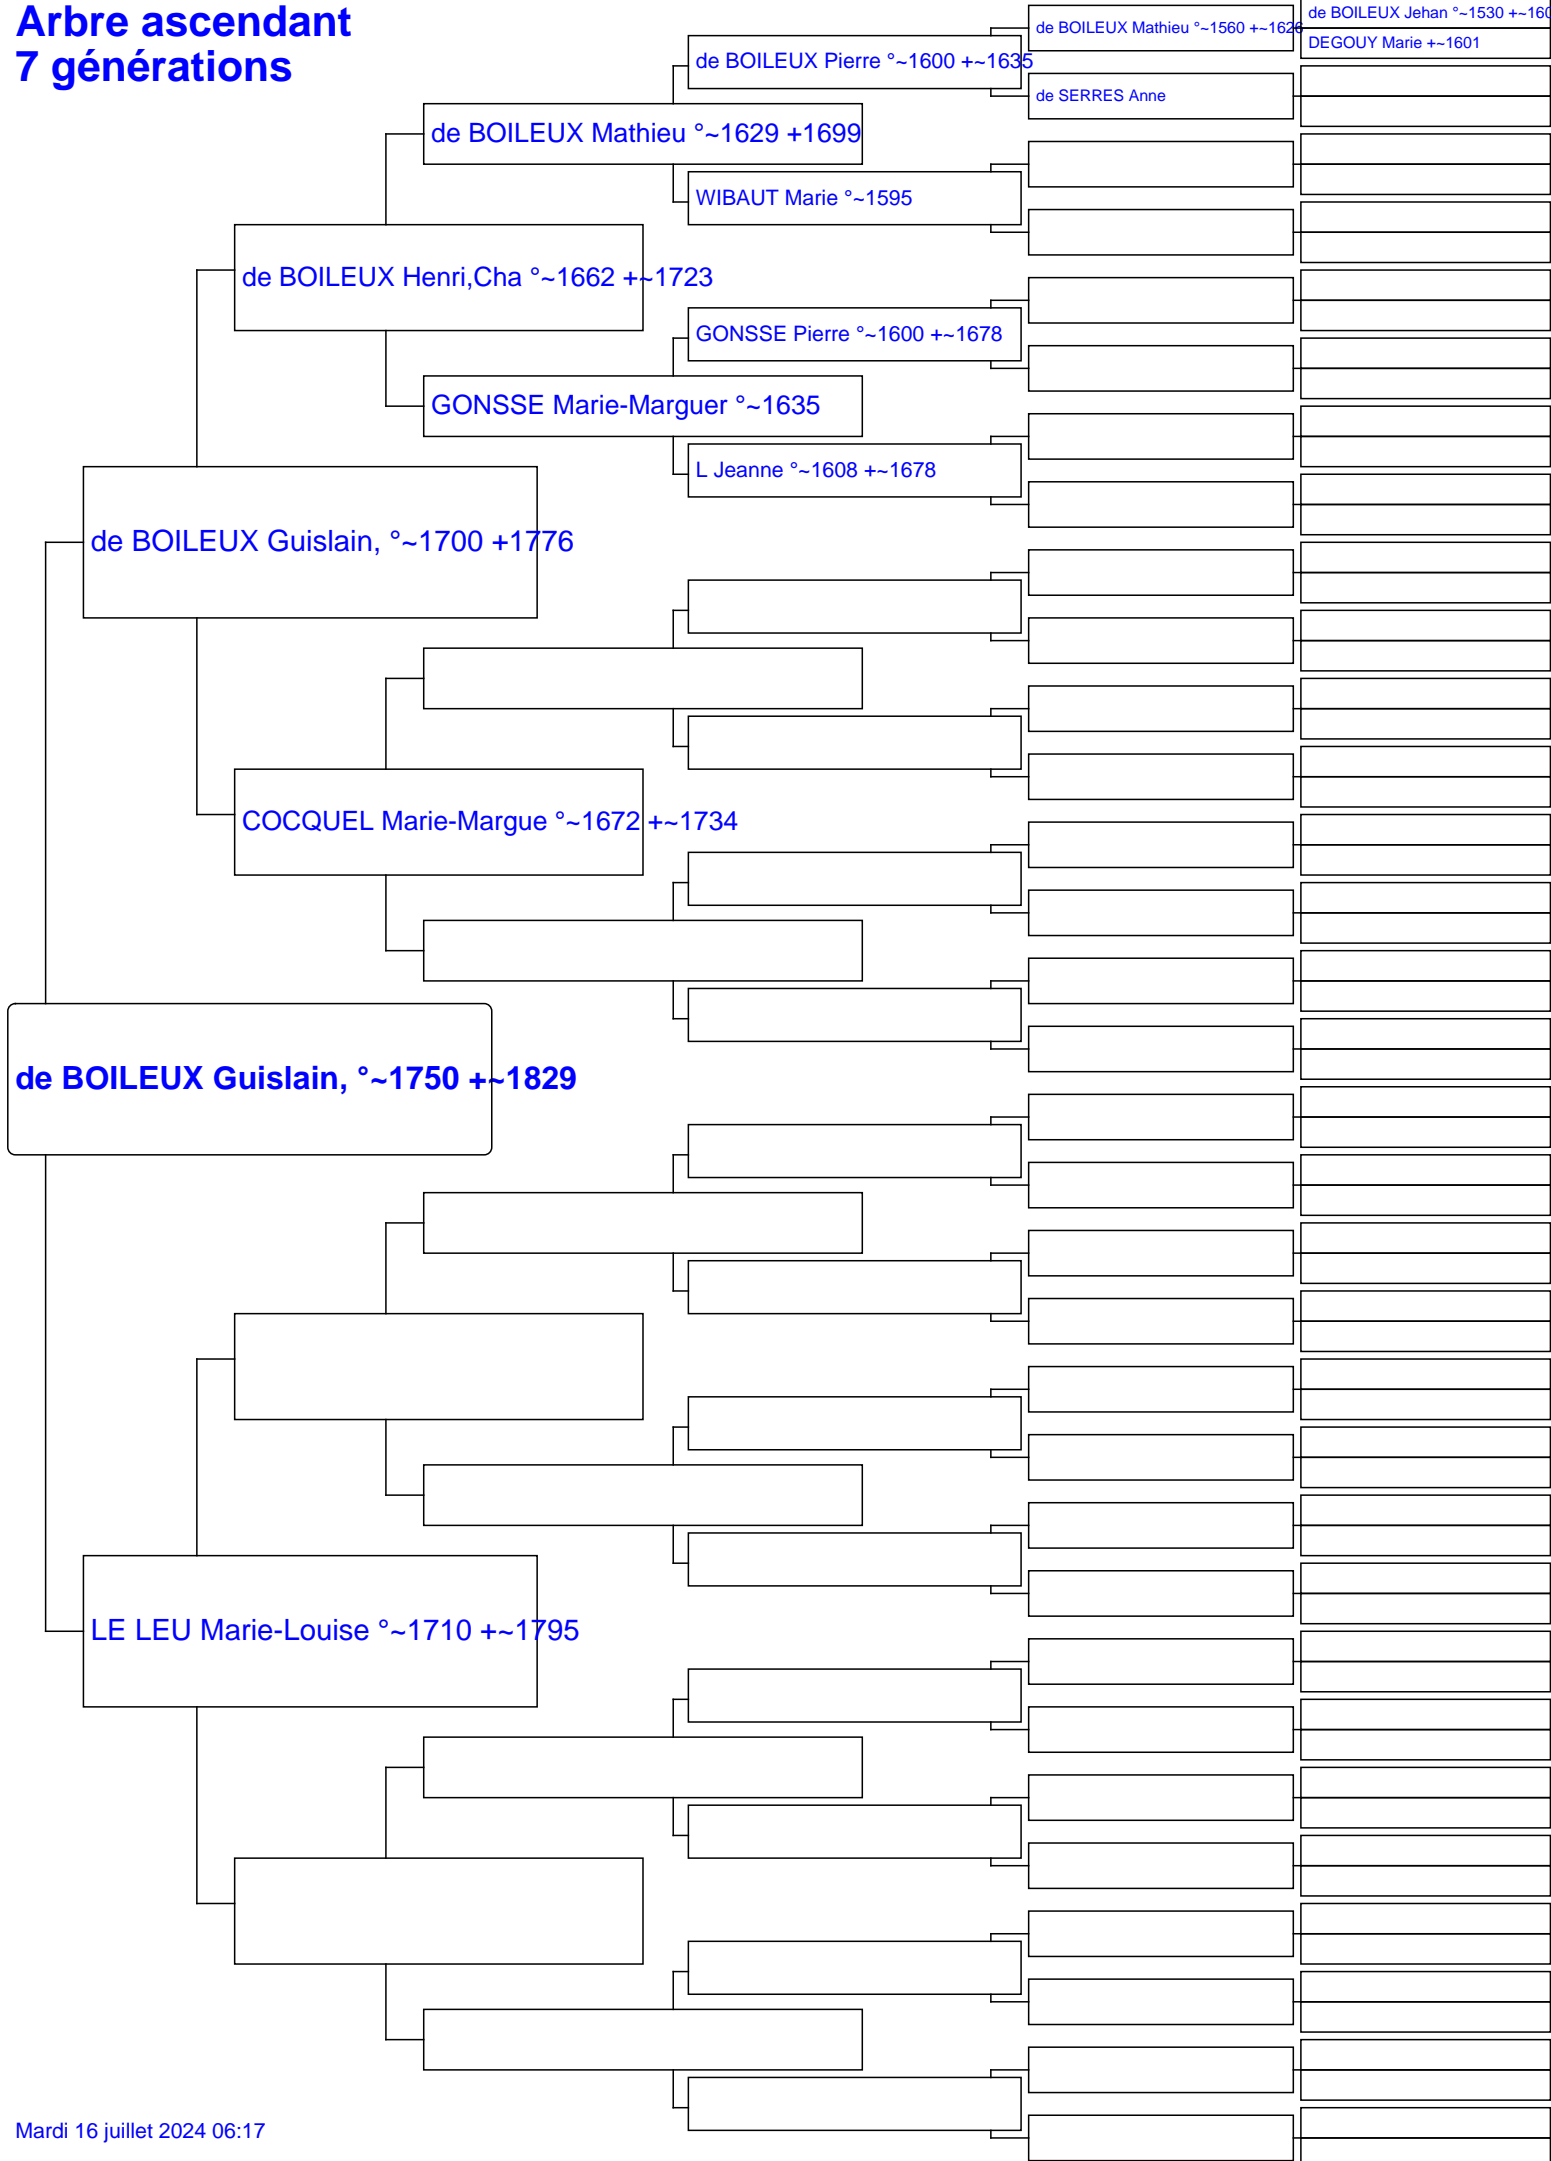 Arbre ascendant
7 générations
de BOILEUX Jehan °~1530 +~160
de BOILEUX Mathieu °~1560 +~1626
DEGOUY Marie +~1601
de BOILEUX Pierre °~1600 +~1635
de SERRES Anne
de BOILEUX Mathieu °~1629 +1699
WIBAUT Marie °~1595
de BOILEUX Henri,Cha °~1662 +~1723
GONSSE Pierre °~1600 +~1678
GONSSE Marie-Marguer °~1635
L Jeanne °~1608 +~1678
de BOILEUX Guislain, °~1700 +1776
COCQUEL Marie-Margue °~1672 +~1734
de BOILEUX Guislain, °~1750 +~1829
LE LEU Marie-Louise °~1710 +~1795
Mardi 16 juillet 2024 06:17